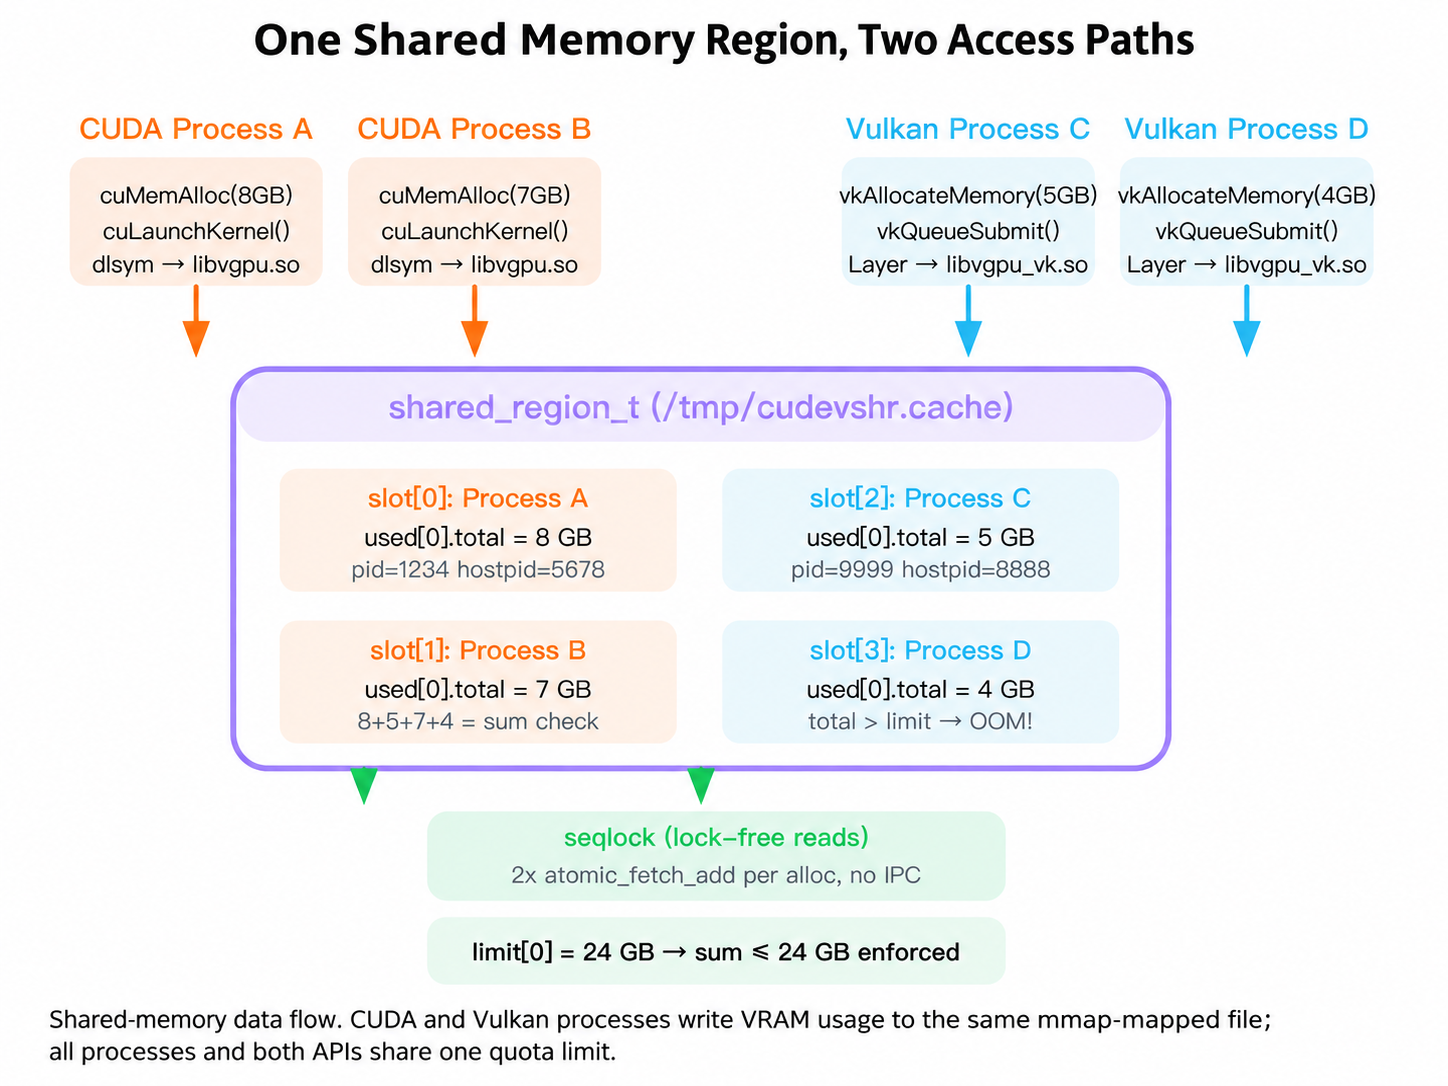 One Shared Memory Region, Two Access Paths
CUDA Process A
cuMemAlloc(8GB)
cuLaunchKernel()
dlsym → libvgpu.so
CUDA Process B
cuMemAlloc(7GB)
cuLaunchKernel()
dlsym → libvgpu.so
Vulkan Process C
vkAllocateMemory(5GB)
vkQueueSubmit()
Layer → libvgpu_vk.so
Vulkan Process D
vkAllocateMemory(4GB)
vkQueueSubmit()
Layer → libvgpu_vk.so
shared_region_t (/tmp/cudevshr.cache)
slot[0]: Process A
used[0].total = 8 GB
pid=1234 hostpid=5678
slot[2]: Process C
used[0].total = 5 GB
pid=9999 hostpid=8888
slot[1]: Process B
used[0].total = 7 GB
8+5+7+4 = sum check
slot[3]: Process D
used[0].total = 4 GB
total > limit → OOM!
seqlock (lock-free reads)
2x atomic_fetch_add per alloc, no IPC
limit[0] = 24 GB → sum ≤ 24 GB enforced
Shared-memory data flow. CUDA and Vulkan processes write VRAM usage to the same mmap-mapped file;
all processes and both APIs share one quota limit.